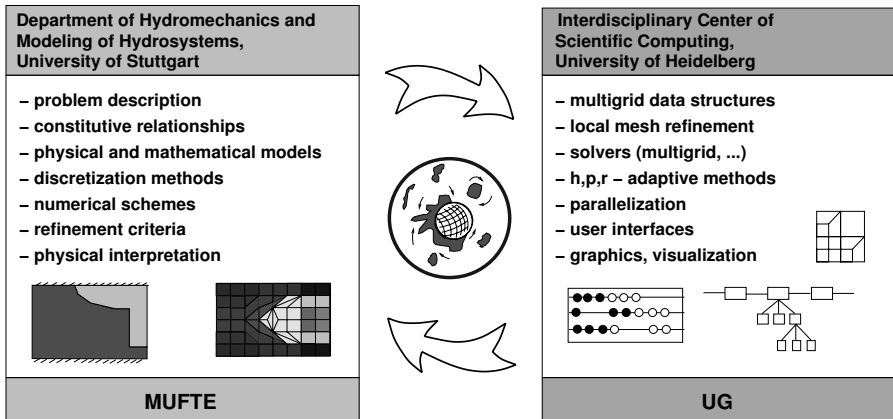 Department of Hydromechanics and
Modeling of Hydrosystems,
University of Stuttgart
– problem description
– constitutive relationships
– physical and mathematical models
– discretization methods
– numerical schemes
– refinement criteria
– physical interpretation
MUFTE
Interdisciplinary Center of
Scientific Computing,
University of Heidelberg
– multigrid data structures
– local mesh refinement
– solvers (multigrid, ...)
– h,p,r – adaptive methods
– parallelization
– user interfaces
– graphics, visualization
UG